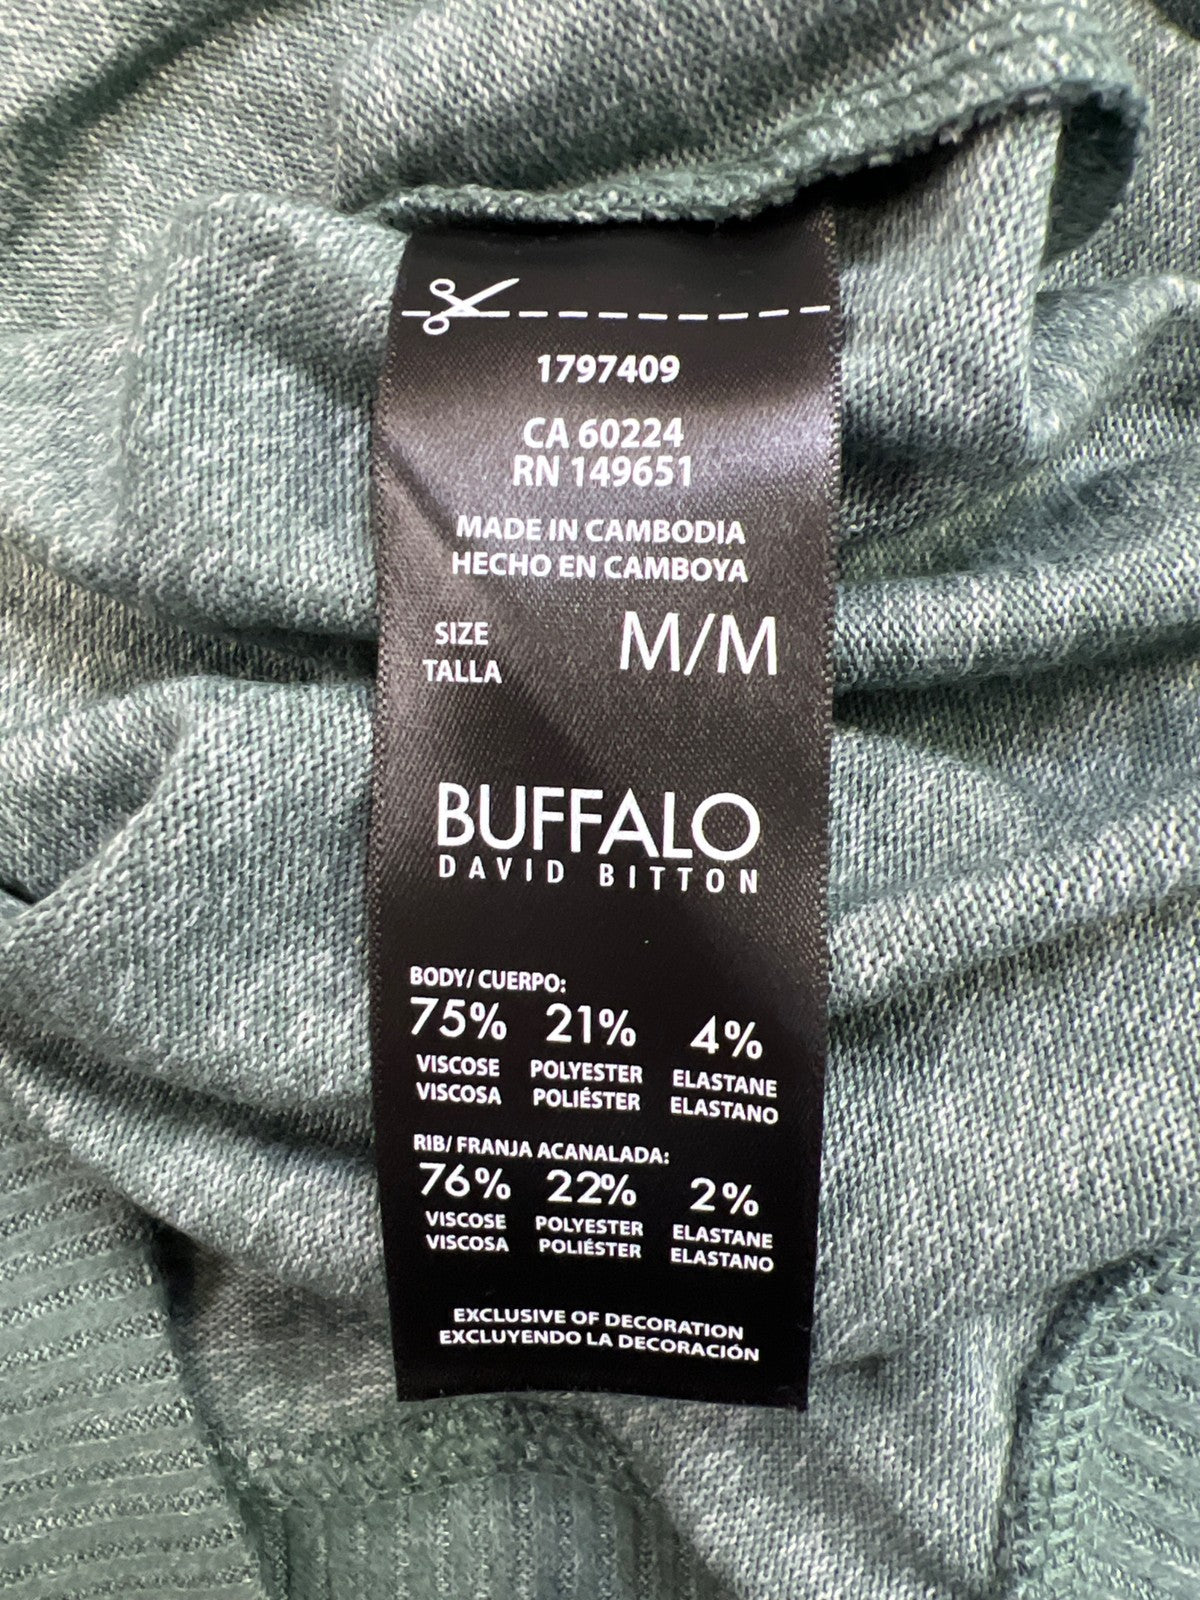 1797409
CA 60224
RN 149651
MADE IN CAMBODIA
HECHO EN CAMBOYA
SIZE M/M
TALLA
BUFFALO
DAVID BITTON
BODY/ CUERPO:
75% 21% 4%
VISCOSE POLYESTER ELASTANE
VISCOSA POLIÉSTER ELASTANO
RIB/ FRANJA ACANALADA:
76% 22% 2%
VISCOSE POLYESTER ELASTANE
VISCOSA POLIÉSTER ELASTANO
EXCLUSIVE OF DECORATION
EXCLUYENDO LA DECORACIÓN